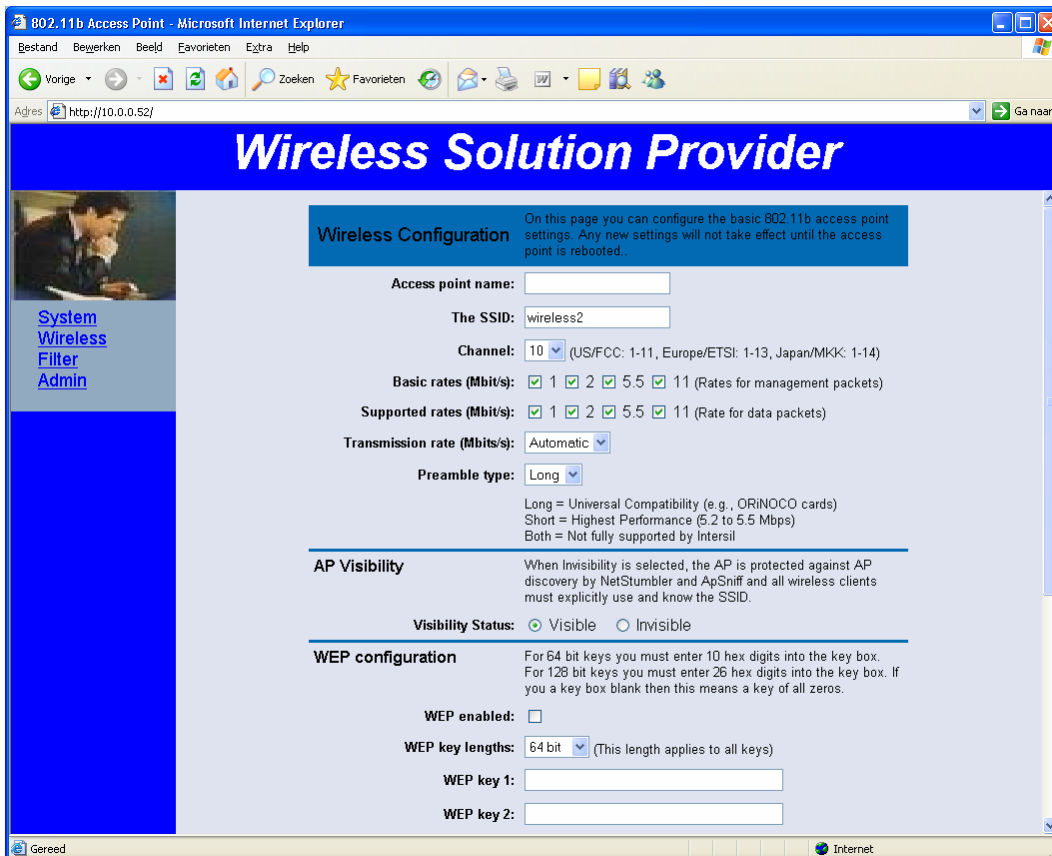 802.11b Access Point - Microsoft Internet Explorer
Bestand Bewerken Beeld Favorieten Extra Help
Vorige Zoeken Favorieten
Adres http://10.0.0.52/ Ga naar
Wireless Solution Provider
System
Wireless
Filter
Admin
Wireless Configuration
On this page you can configure the basic 802.11b access point
settings. Any new settings will not take effect until the access
point is rebooted..
Access point name:
The SSID: wireless2
Channel: 10 (US/FCC: 1-11, Europe/ETSI: 1-13, Japan/MKK: 1-14)
Basic rates (Mbit/s): 1 2 5.5 11 (Rates for management packets)
Supported rates (Mbit/s): 1 2 5.5 11 (Rate for data packets)
Transmission rate (Mbits/s): Automatic
Preamble type: Long
Long = Universal Compatibility (e.g., ORiNOCO cards)
Short = Highest Performance (5.2 to 5.5 Mbps)
Both = Not fully supported by Intersil
AP Visibility
When Invisibility is selected, the AP is protected against AP
discovery by NetStumbler and ApSniff and all wireless clients
must explicitly use and know the SSID.
Visibility Status: Visible Invisible
WEP configuration
For 64 bit keys you must enter 10 hex digits into the key box.
For 128 bit keys you must enter 26 hex digits into the key box. If
you a key box blank then this means a key of all zeros.
WEP enabled:
WEP key lengths: 64 bit (This length applies to all keys)
WEP key 1:
WEP key 2:
Gereed Internet